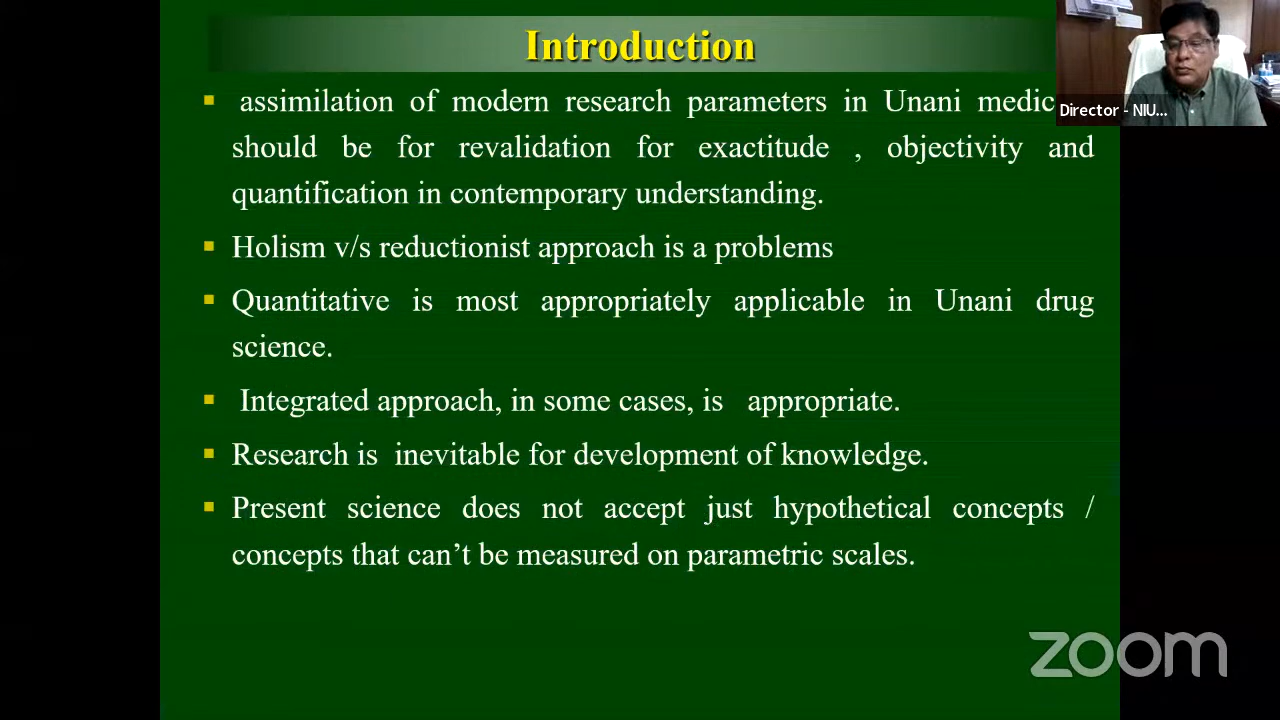 Introduction
▪ assimilation of modern research parameters in Unani medic
should be for revalidation for exactitude , objectivity and
quantification in contemporary understanding.
▪ Holism v/s reductionist approach is a problems
▪ Quantitative is most appropriately applicable in Unani drug
science.
▪ Integrated approach, in some cases, is appropriate.
▪ Research is inevitable for development of knowledge.
▪ Present science does not accept just hypothetical concepts /
concepts that can’t be measured on parametric scales.
Director - NIU...
zoom